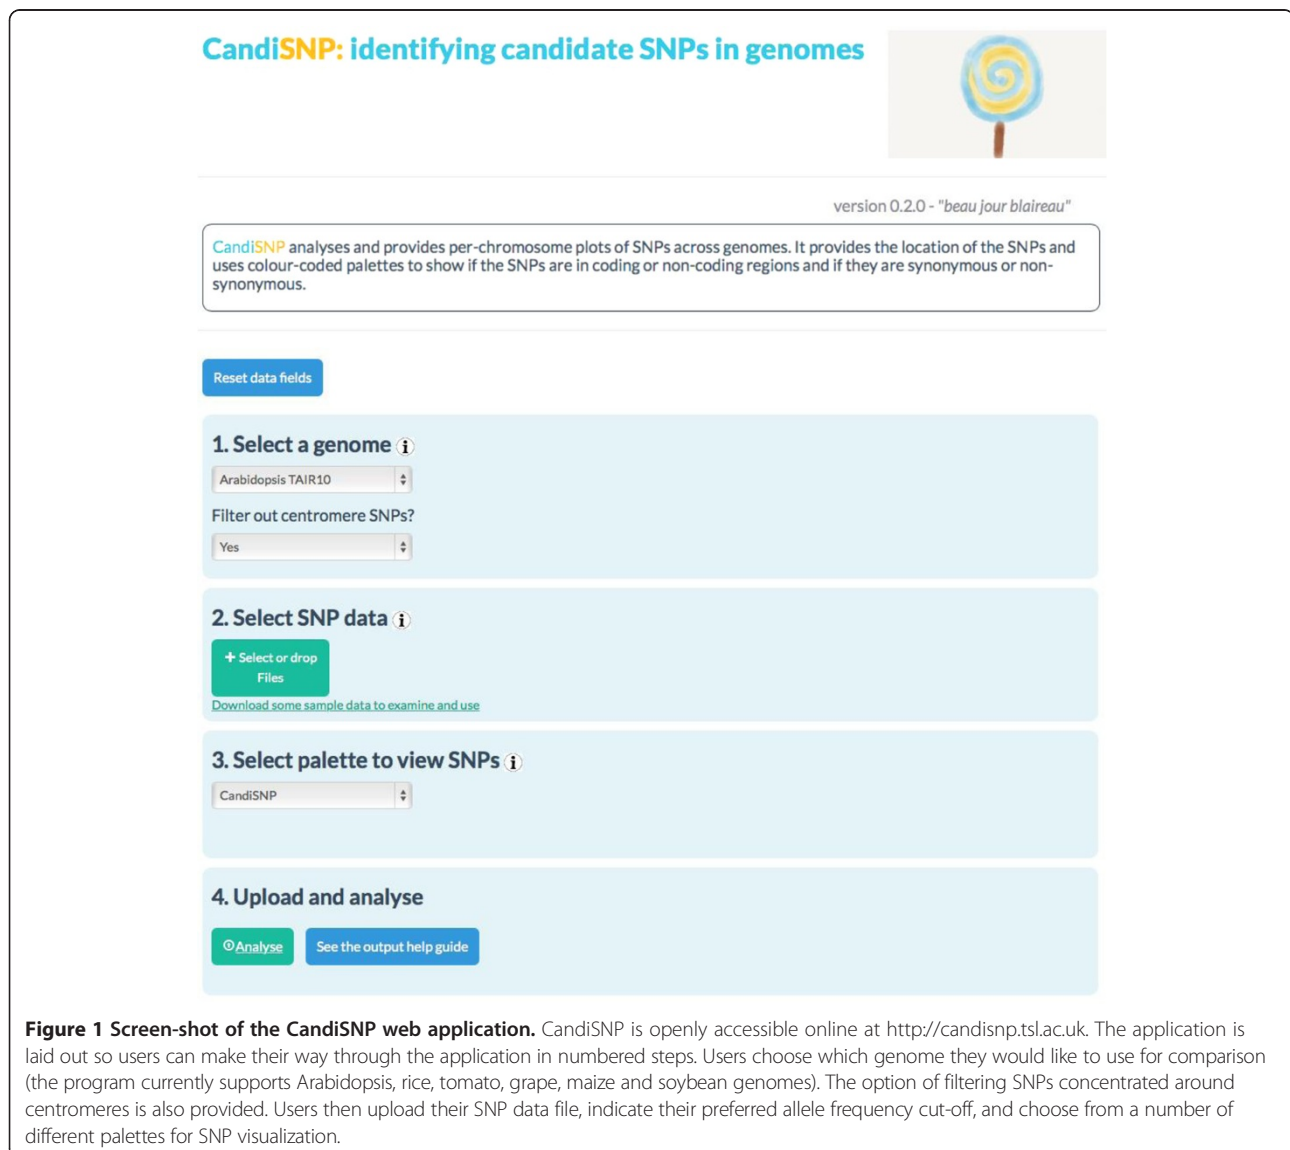 CandiSNP: identifying candidate SNPs in genomes
version 0.2.0 - "beau jour blaireau"
CandiSNP analyses and provides per-chromosome plots of SNPs across genomes. It provides the location of the SNPs and
uses colour-coded palettes to show if the SNPs are in coding or non-coding regions and if they are synonymous or non-
synonymous.
Reset data fields
1. Select a genome i
Arabidopsis TAIR10
Filter out centromere SNPs?
Yes
2. Select SNP data i
+ Select or drop
Files
Download some sample data to examine and use
3. Select palette to view SNPs i
CandiSNP
4. Upload and analyse
Analyse
See the output help guide
Figure 1 Screen-shot of the CandiSNP web application. CandiSNP is openly accessible online at http://candisnp.tsl.ac.uk. The application is
laid out so users can make their way through the application in numbered steps. Users choose which genome they would like to use for comparison
(the program currently supports Arabidopsis, rice, tomato, grape, maize and soybean genomes). The option of filtering SNPs concentrated around
centromeres is also provided. Users then upload their SNP data file, indicate their preferred allele frequency cut-off, and choose from a number of
different palettes for SNP visualization.